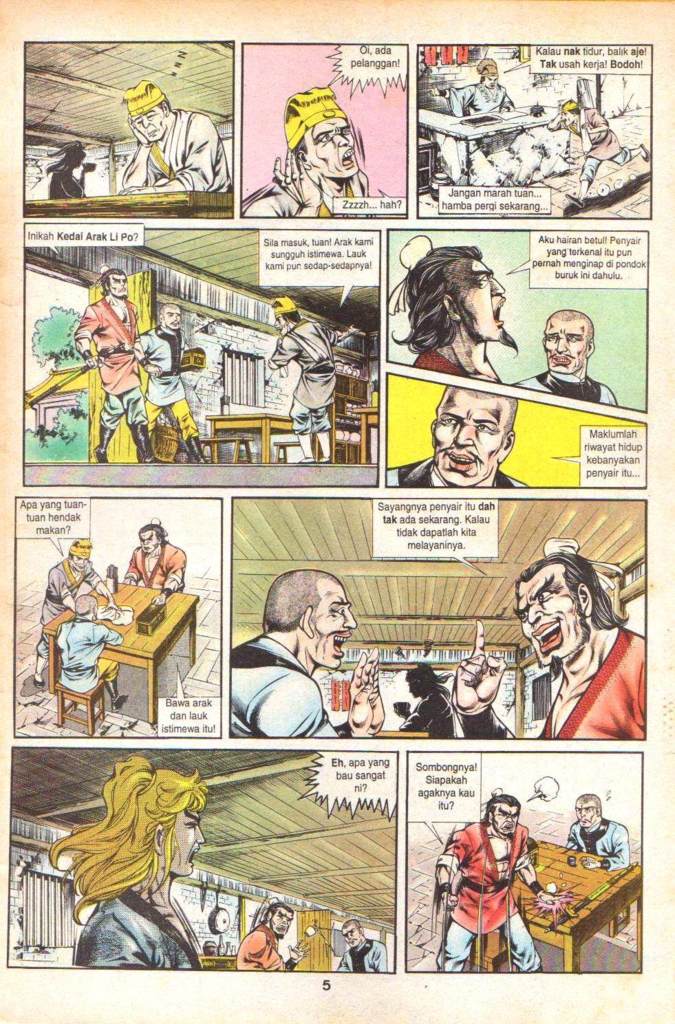 Z Z Z
Oi, ada
pelanggan!
Zzzzh... hah?
Kalau nak tidur, balik aje!
Tak usah kerja! Bodoh!
Jangan marah tuan...
hamba pergi sekarang...
Inikah Kedai Arak Li Po?
Sila masuk, tuan! Arak kami
sungguh istimewa. Lauk
kami pun sedap-sedapnya!
Aku hairan betul! Penyair
yang terkenal itu pun
pernah menginap di pondok
buruk ini dahulu.
Maklumlah
riwayat hidup
kebanyakan
penyair itu...
Apa yang tuan-
tuan hendak
makan?
Bawa arak
dan lauk
istimewa itu!
Sayangnya penyair itu dah
tak ada sekarang. Kalau
tidak dapatlah kita
melayaninya.
Eh, apa yang
bau sangat
ni?
Sombongnya!
Siapakah
agaknya kau
itu?
5